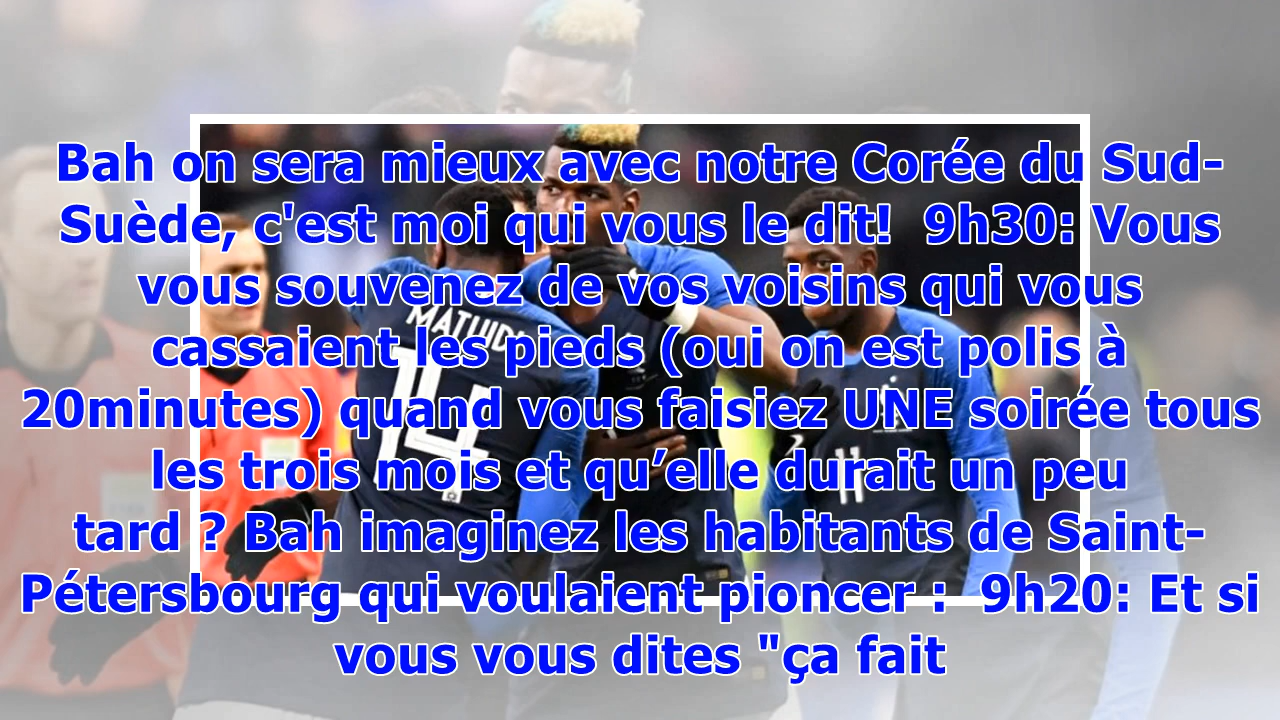 Bah on sera mieux avec notre Corée du Sud-
Suède, c'est moi qui vous le dit!  9h30: Vous
vous souvenez de vos voisins qui vous
cassaient les pieds (oui on est polis à
20minutes) quand vous faisiez UNE soirée tous
les trois mois et qu’elle durait un peu
tard ? Bah imaginez les habitants de Saint-
Pétersbourg qui voulaient pioncer :  9h20: Et si
vous vous dites "ça fait
MATUIDI
14
11